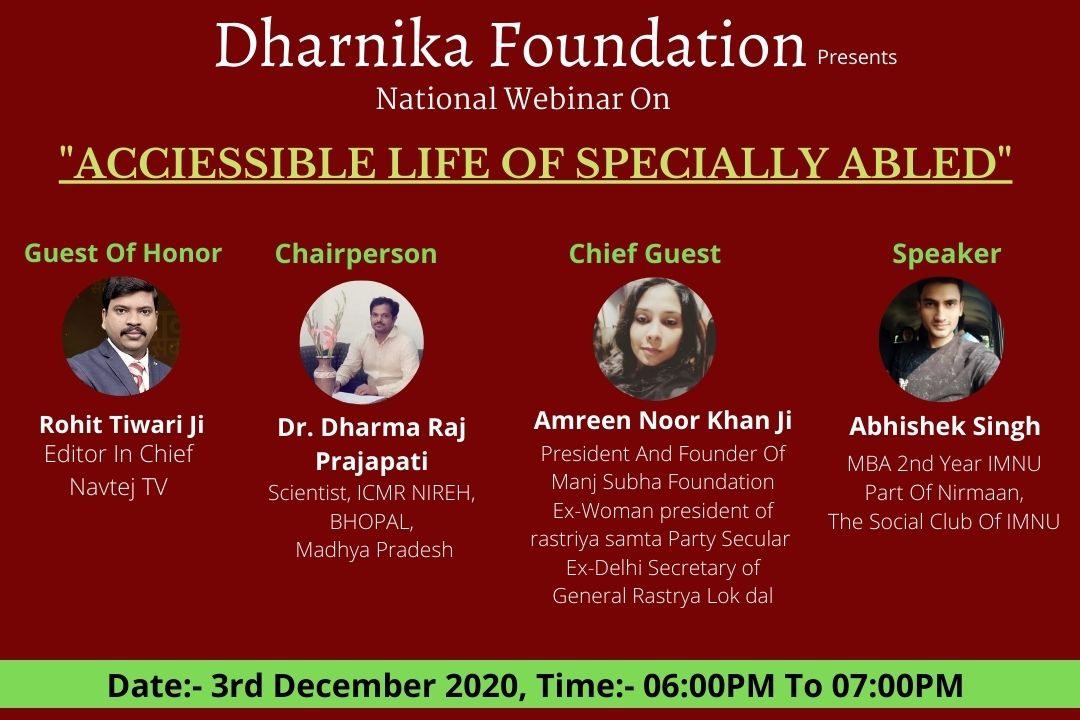 Dharnika Foundation Presents
National Webinar On
"ACCIESSIBLE LIFE OF SPECIALLY ABLED"
Guest Of Honor
Rohit Tiwari Ji
Editor In Chief
Navtej TV
Chairperson
Dr. Dharma Raj
Prajapati
Scientist, ICMR NIREH,
BHOPAL,
Madhya Pradesh
Chief Guest
Amreen Noor Khan Ji
President And Founder Of
Manj Subha Foundation
Ex-Woman president of
rastriya samta Party Secular
Ex-Delhi Secretary of
General Rastrya Lok dal
Speaker
Abhishek Singh
MBA 2nd Year IMNU
Part Of Nirmaan,
The Social Club Of IMNU
Date:- 3rd December 2020, Time:- 06:00PM To 07:00PM